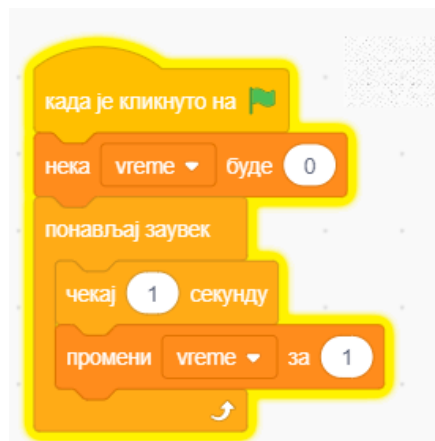 када је кликнуто на
нека vreme буде 0
понављај заувек
чекај 1 секунду
промени vreme за 1